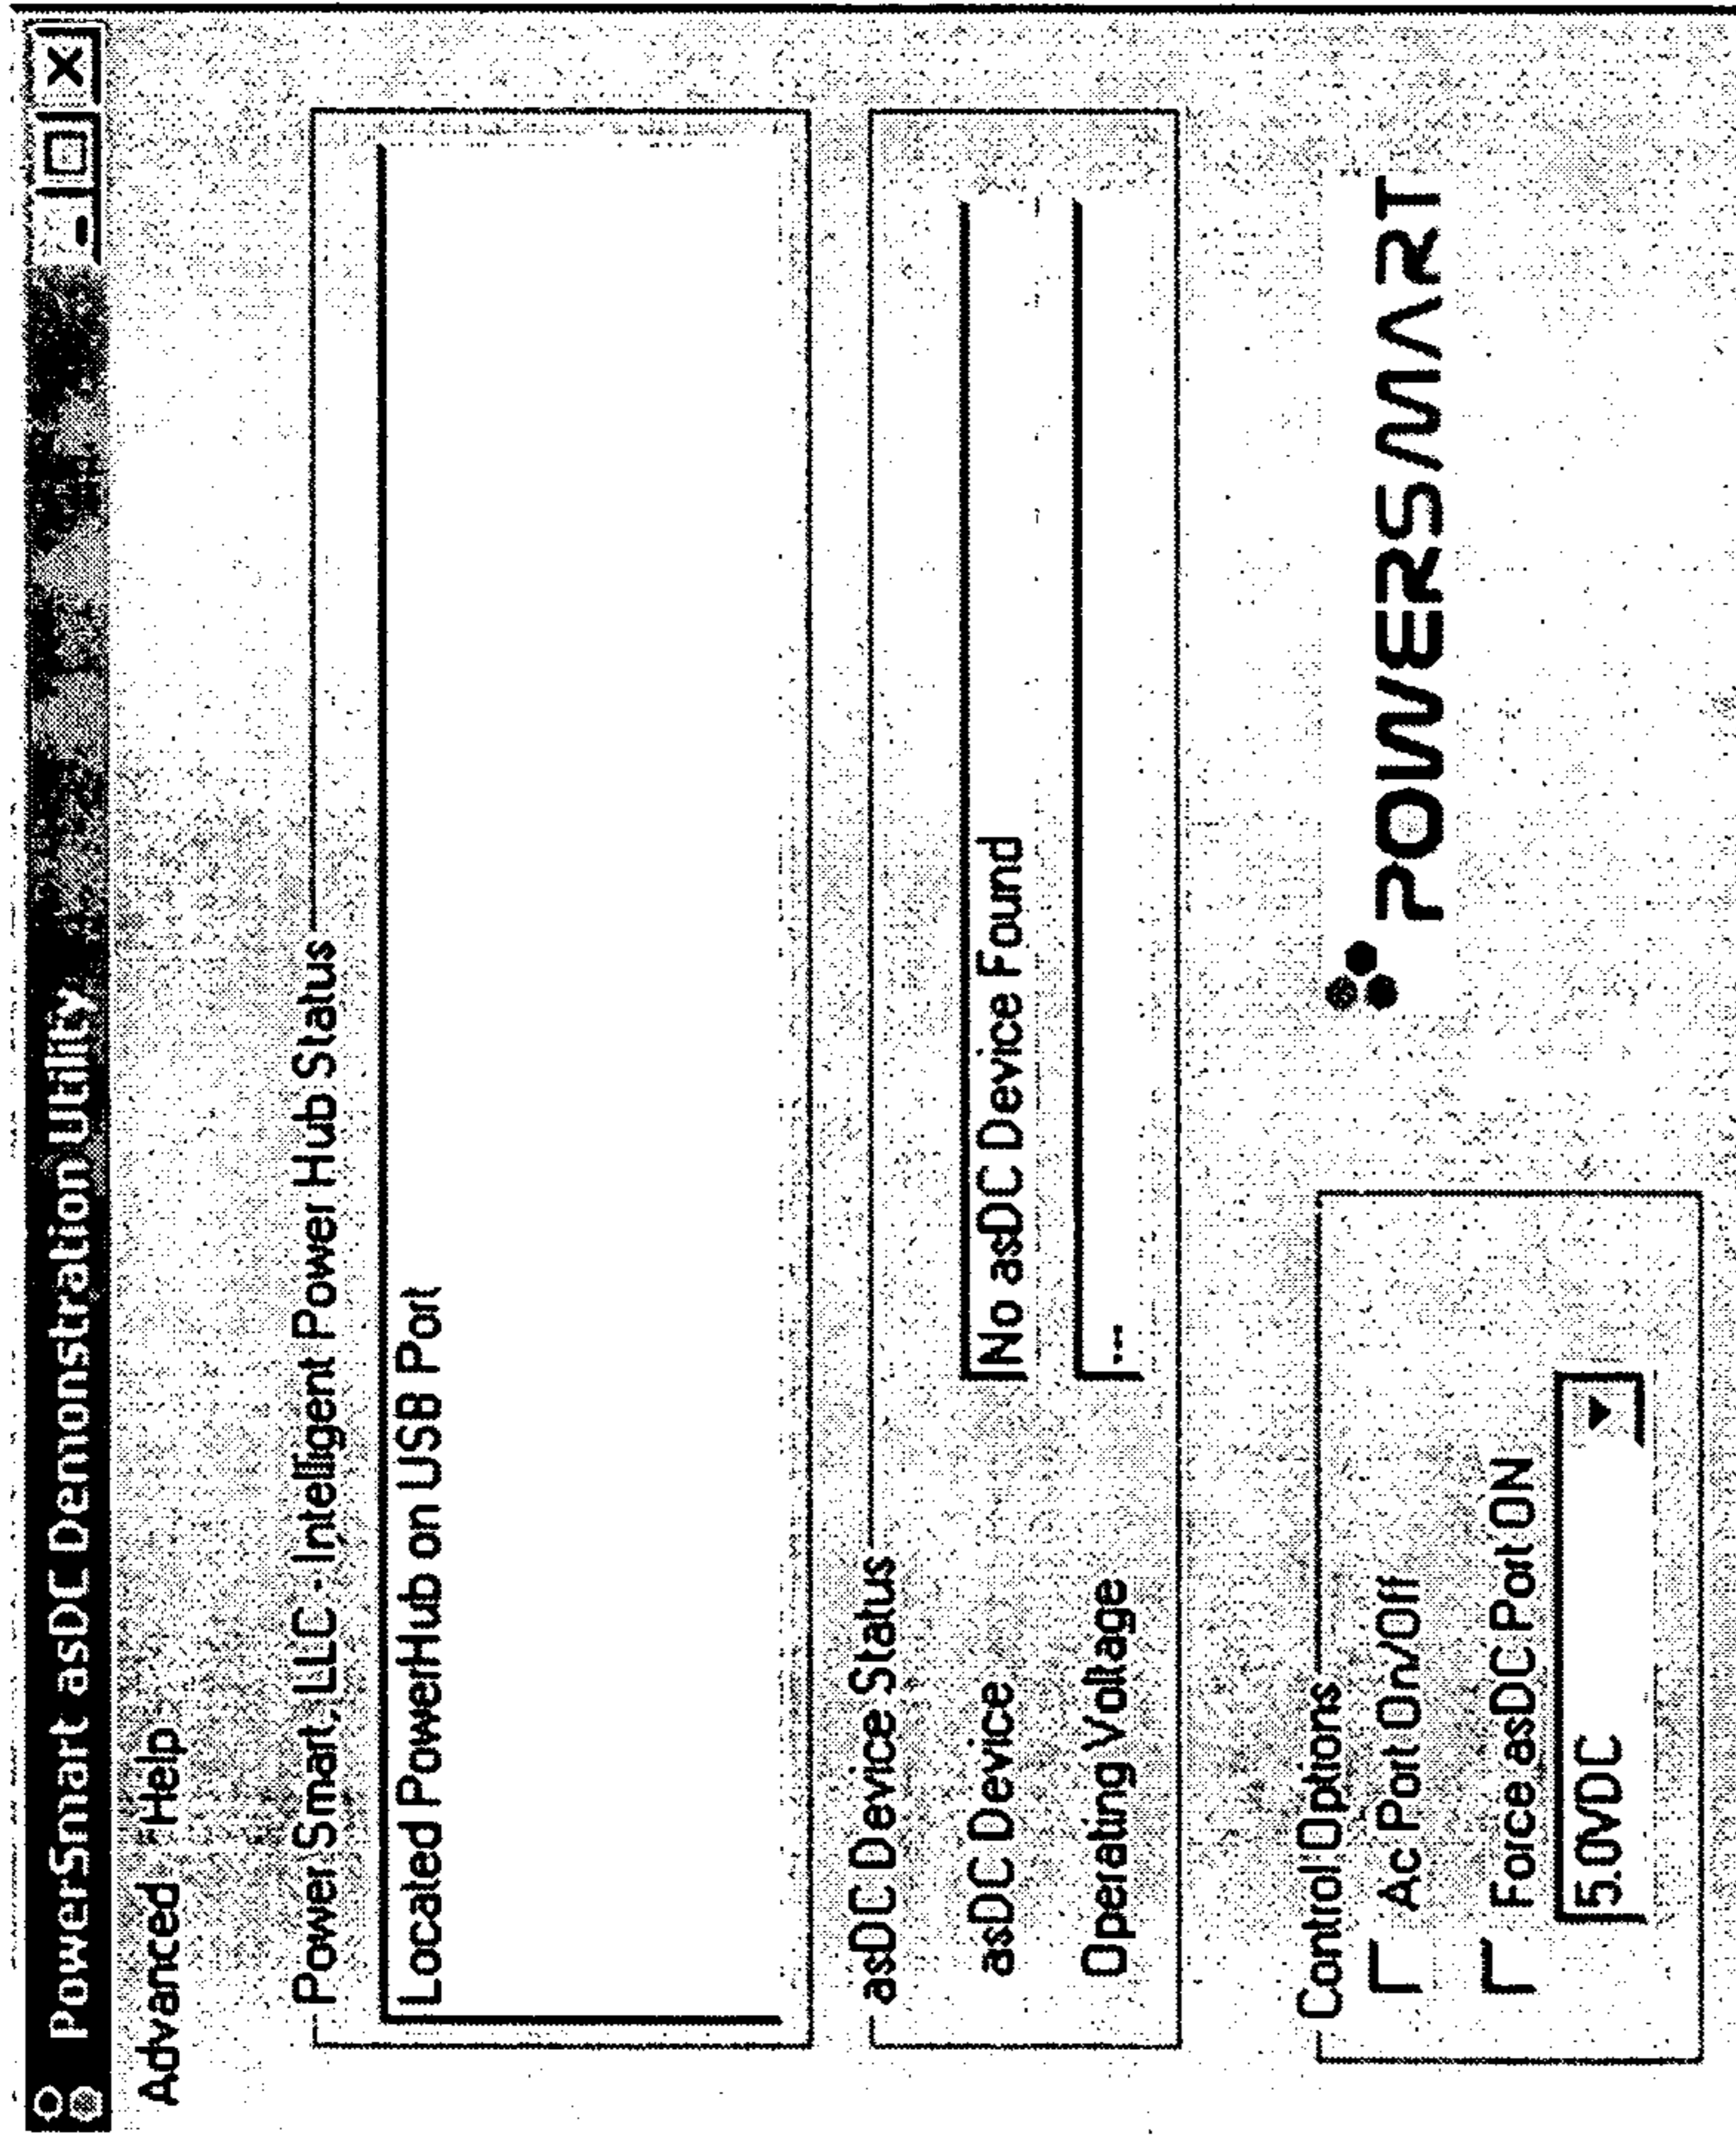 PowerSmart asDC Demonstration Utility
Advanced Help
Power Smart, LLC - Intelligent Power Hub Status
Located PowerHub on USB Port
asDC Device Status
asDC Device No asDC Device Found
Operating Voltage ---
Control Options
Ac Port On/Off
Force asDC Port ON
5.0VDC
POWERSMART